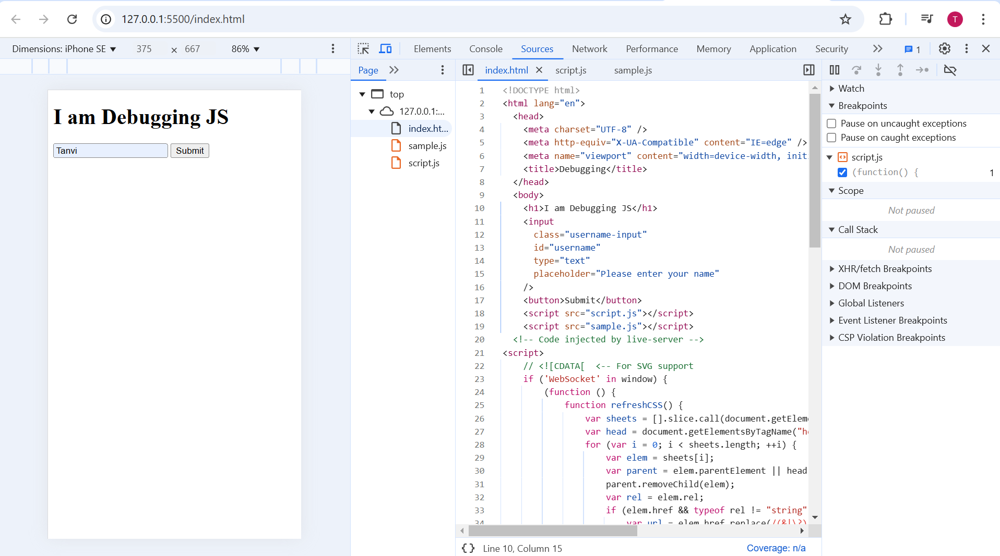 127.0.0.1:5500/index.html
T
Dimensions: iPhone SE ▼ 375 × 667 86% ▼
Elements Console Sources Network Performance Memory Application Security 1
Page
index.html script.js sample.js
top
127.0.0.1:...
index.ht...
sample.js
script.js
I am Debugging JS
Tanvi Submit
1 <!DOCTYPE html>
2 <html lang="en">
3 <head>
4 <meta charset="UTF-8" />
5 <meta http-equiv="X-UA-Compatible" content="IE=edge" />
6 <meta name="viewport" content="width=device-width, init
7 <title>Debugging</title>
8 </head>
9 <body>
10 <h1>I am Debugging JS</h1>
11 <input
12 class="username-input"
13 id="username"
14 type="text"
15 placeholder="Please enter your name"
16 />
17 <button>Submit</button>
18 <script src="script.js"></script>
19 <script src="sample.js"></script>
20 <!-- Code injected by live-server -->
21 <script>
22 // <![CDATA[ <-- For SVG support
23 if ('WebSocket' in window) {
24 (function () {
25 function refreshCSS() {
26 var sheets = [].slice.call(document.getElem
27 var head = document.getElementsByTagName("he
28 for (var i = 0; i < sheets.length; ++i) {
29 var elem = sheets[i];
30 var parent = elem.parentElement || head
31 parent.removeChild(elem);
32 var rel = elem.rel;
33 if (elem.href && typeof rel != "string"
34 var url = elem.href.replace(/(&|\?)
{ } Line 10, Column 15 Coverage: n/a
Watch
Breakpoints
Pause on uncaught exceptions
Pause on caught exceptions
script.js
(function() { 1
Scope
Not paused
Call Stack
Not paused
XHR/fetch Breakpoints
DOM Breakpoints
Global Listeners
Event Listener Breakpoints
CSP Violation Breakpoints